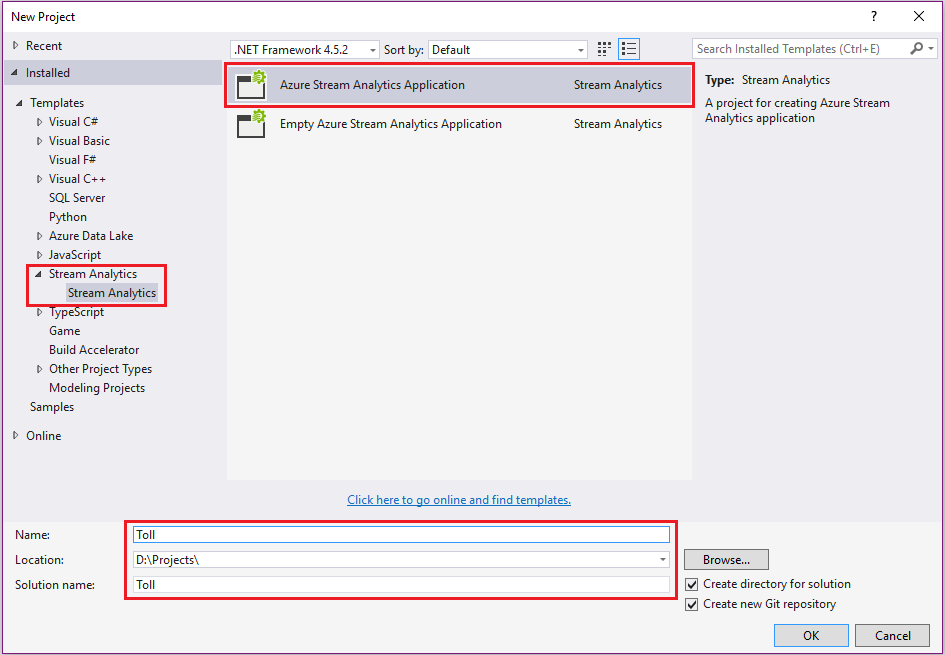 New Project
?
Recent
Installed
Templates
Visual C#
Visual Basic
Visual F#
Visual C++
SQL Server
Python
Azure Data Lake
JavaScript
Stream Analytics
Stream Analytics
TypeScript
Game
Build Accelerator
Other Project Types
Modeling Projects
Samples
Online
.NET Framework 4.5.2 Sort by: Default
Azure Stream Analytics Application Stream Analytics
Empty Azure Stream Analytics Application Stream Analytics
Click here to go online and find templates.
Search Installed Templates (Ctrl+E)
Type: Stream Analytics
A project for creating Azure Stream
Analytics application
Name: Toll
Location: D:\Projects\ Browse...
Solution name: Toll
Create directory for solution
Create new Git repository
OK Cancel